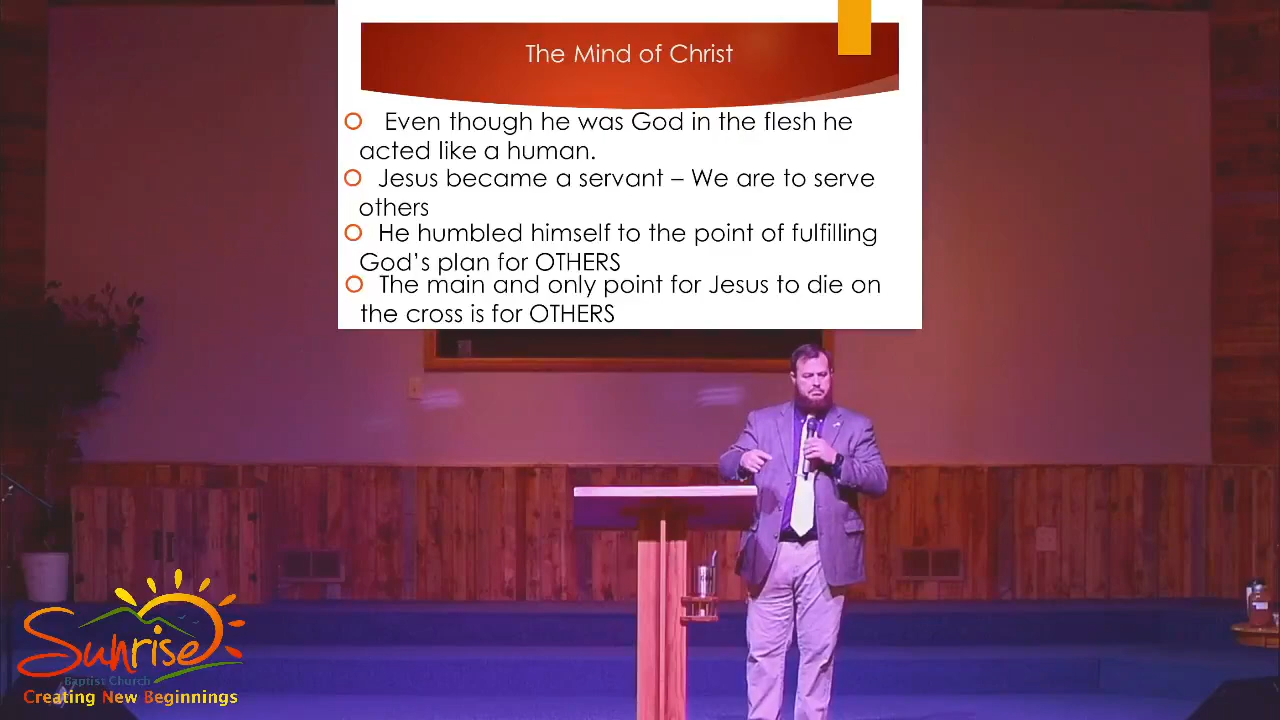 The Mind of Christ
Even though he was God in the flesh he
acted like a human.
Jesus became a servant – We are to serve
others
He humbled himself to the point of fulfilling
God's plan for OTHERS
The main and only point for Jesus to die on
the cross is for OTHERS
Sunrise
Baptist Church
Creating New Beginnings